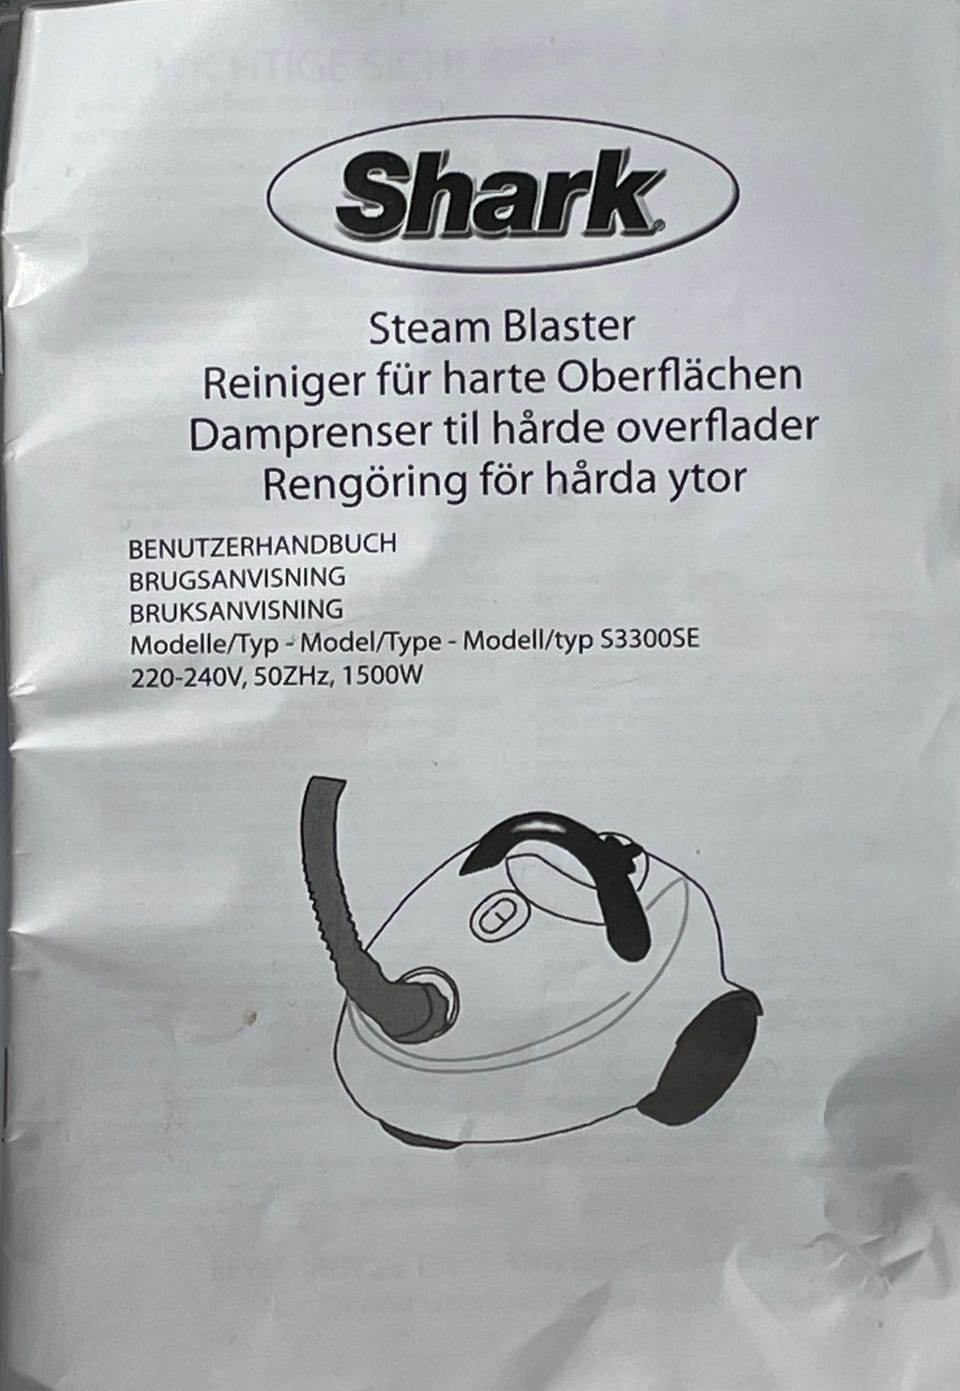 Shark®
Steam Blaster
Reiniger für harte Oberflächen
Damprenser til hårde overflader
Rengöring för hårda ytor
BENUTZERHANDBUCH
BRUGSANVISNING
BRUKSANVISNING
Modelle/Typ - Model/Type - Modell/typ S3300SE
220-240V, 50ZHz, 1500W